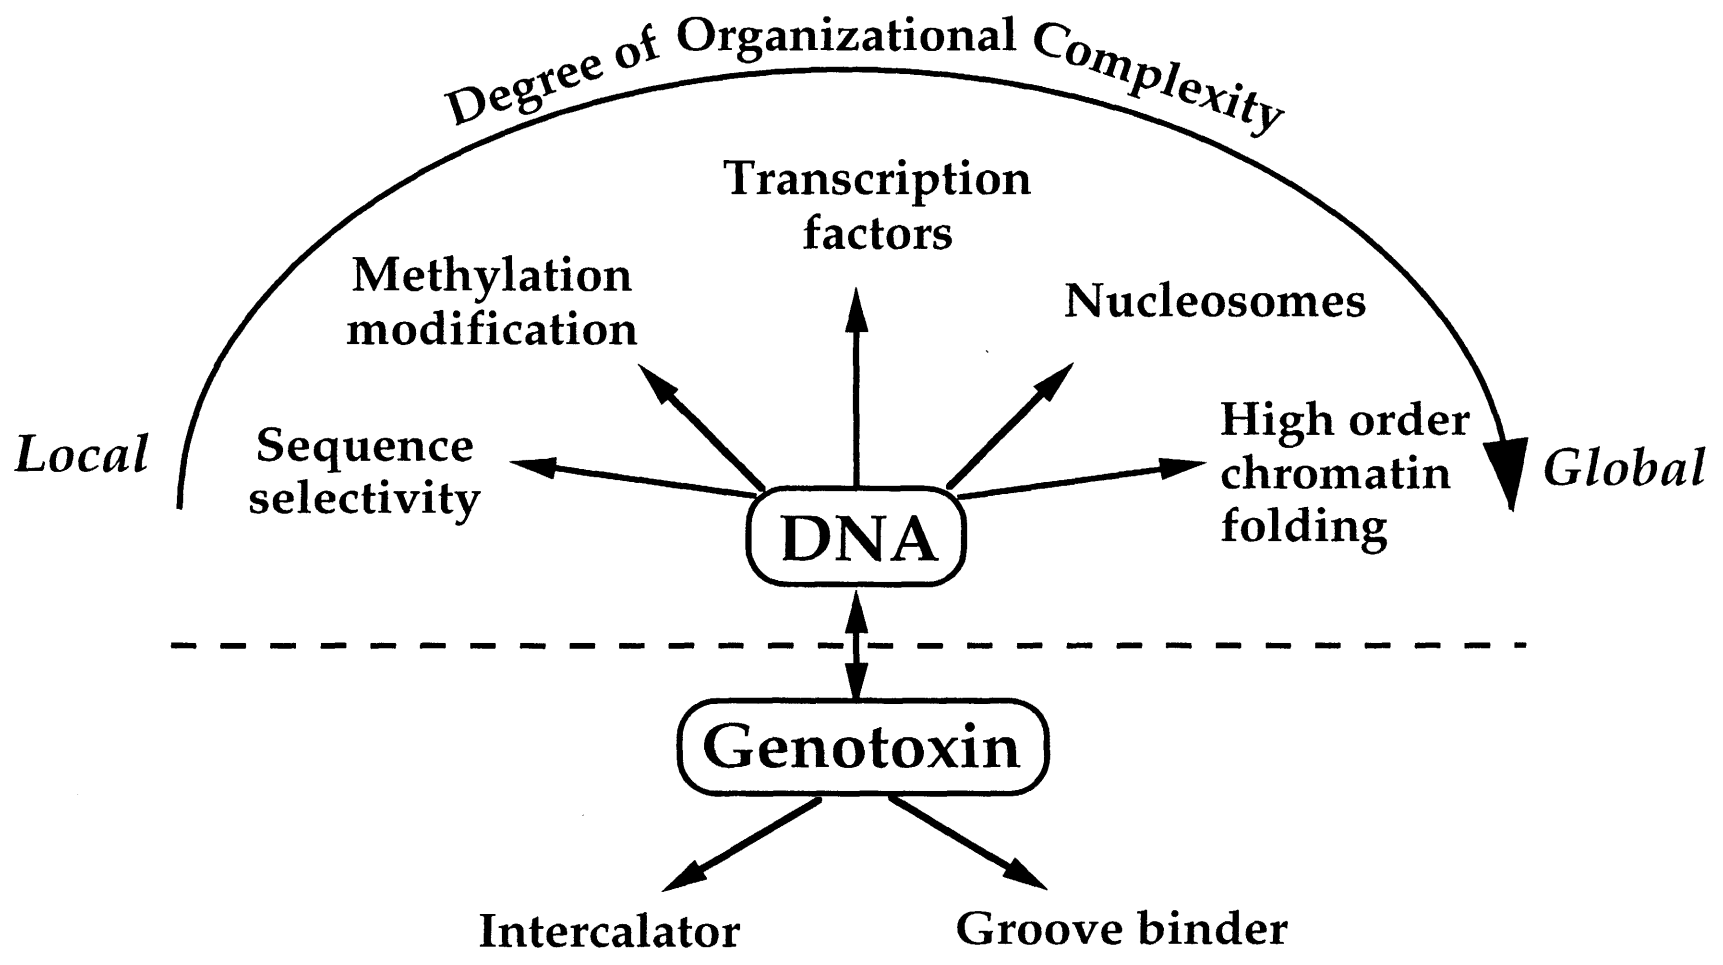 Degree of Organizational Complexity
Transcription
factors
Methylation
modification
Nucleosomes
Local
Sequence
selectivity
High order
chromatin
folding
Global
DNA
Genotoxin
Intercalator
Groove binder